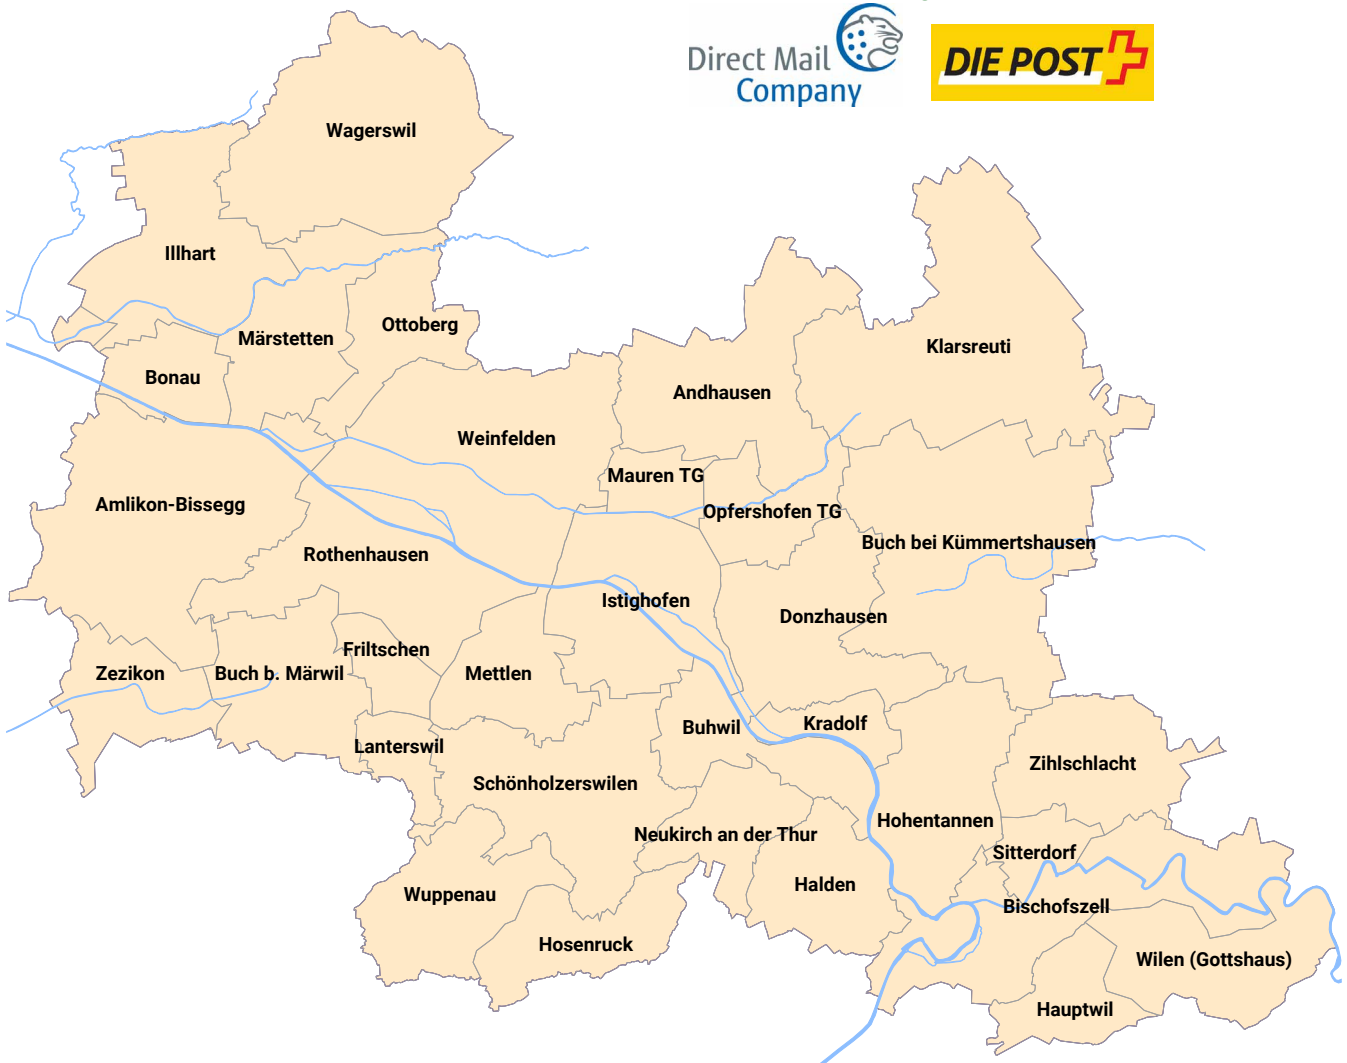 Direct Mail
Company
DIE POST
Wagerswil
Illhart
Ottoberg
Märstetten
Klarsreuti
Bonau
Andhausen
Weinfelden
Mauren TG
Amlikon-Bissegg
Opfershofen TG
Buch bei Kümmertshausen
Rothenhausen
Istighofen
Donzhausen
Friltschen
Zezikon
Buch b. Märwil
Mettlen
Kradolf
Buhwil
Lanterswil
Zihlschlacht
Schönholzerswilen
Hohentannen
Neukirch an der Thur
Sitterdorf
Halden
Wuppenau
Bischofszell
Hosenruck
Wilen (Gottshaus)
Hauptwil